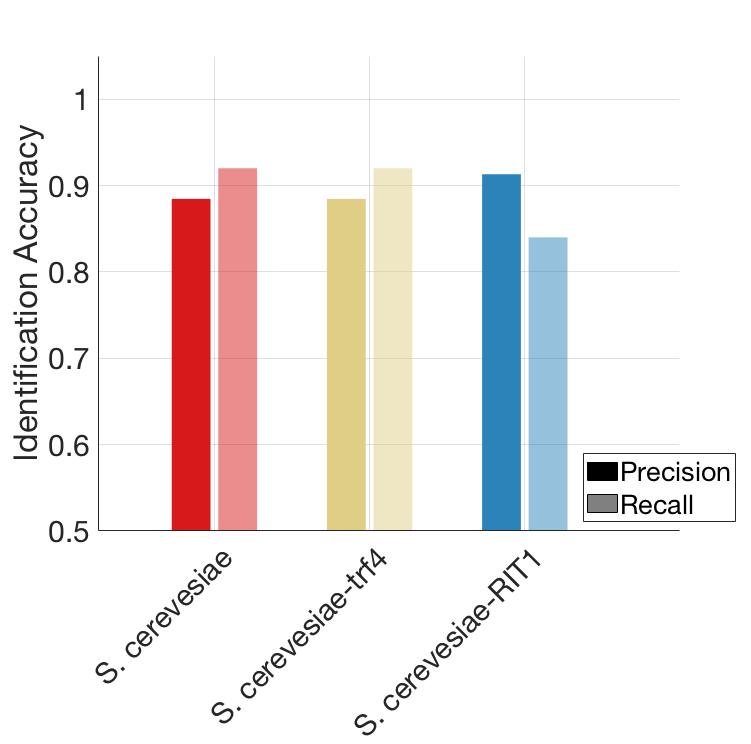 Identification Accuracy
1
0.9
0.8
0.7
0.6
0.5
S. cerevesiae
S. cerevesiae-trf4
S. cerevesiae-RIT1
Precision
Recall